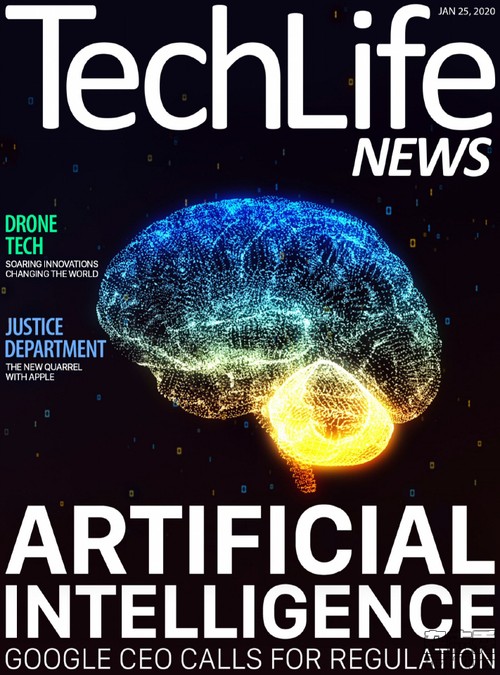 JAN 25, 2020
TechLife
NEWS
DRONE
TECH
SOARING INNOVATIONS
CHANGING THE WORLD
JUSTICE
DEPARTMENT
THE NEW QUARREL
WITH APPLE
ARTIFICIAL
INTELLIGENCE
GOOGLE CEO CALLS FOR REGULATION